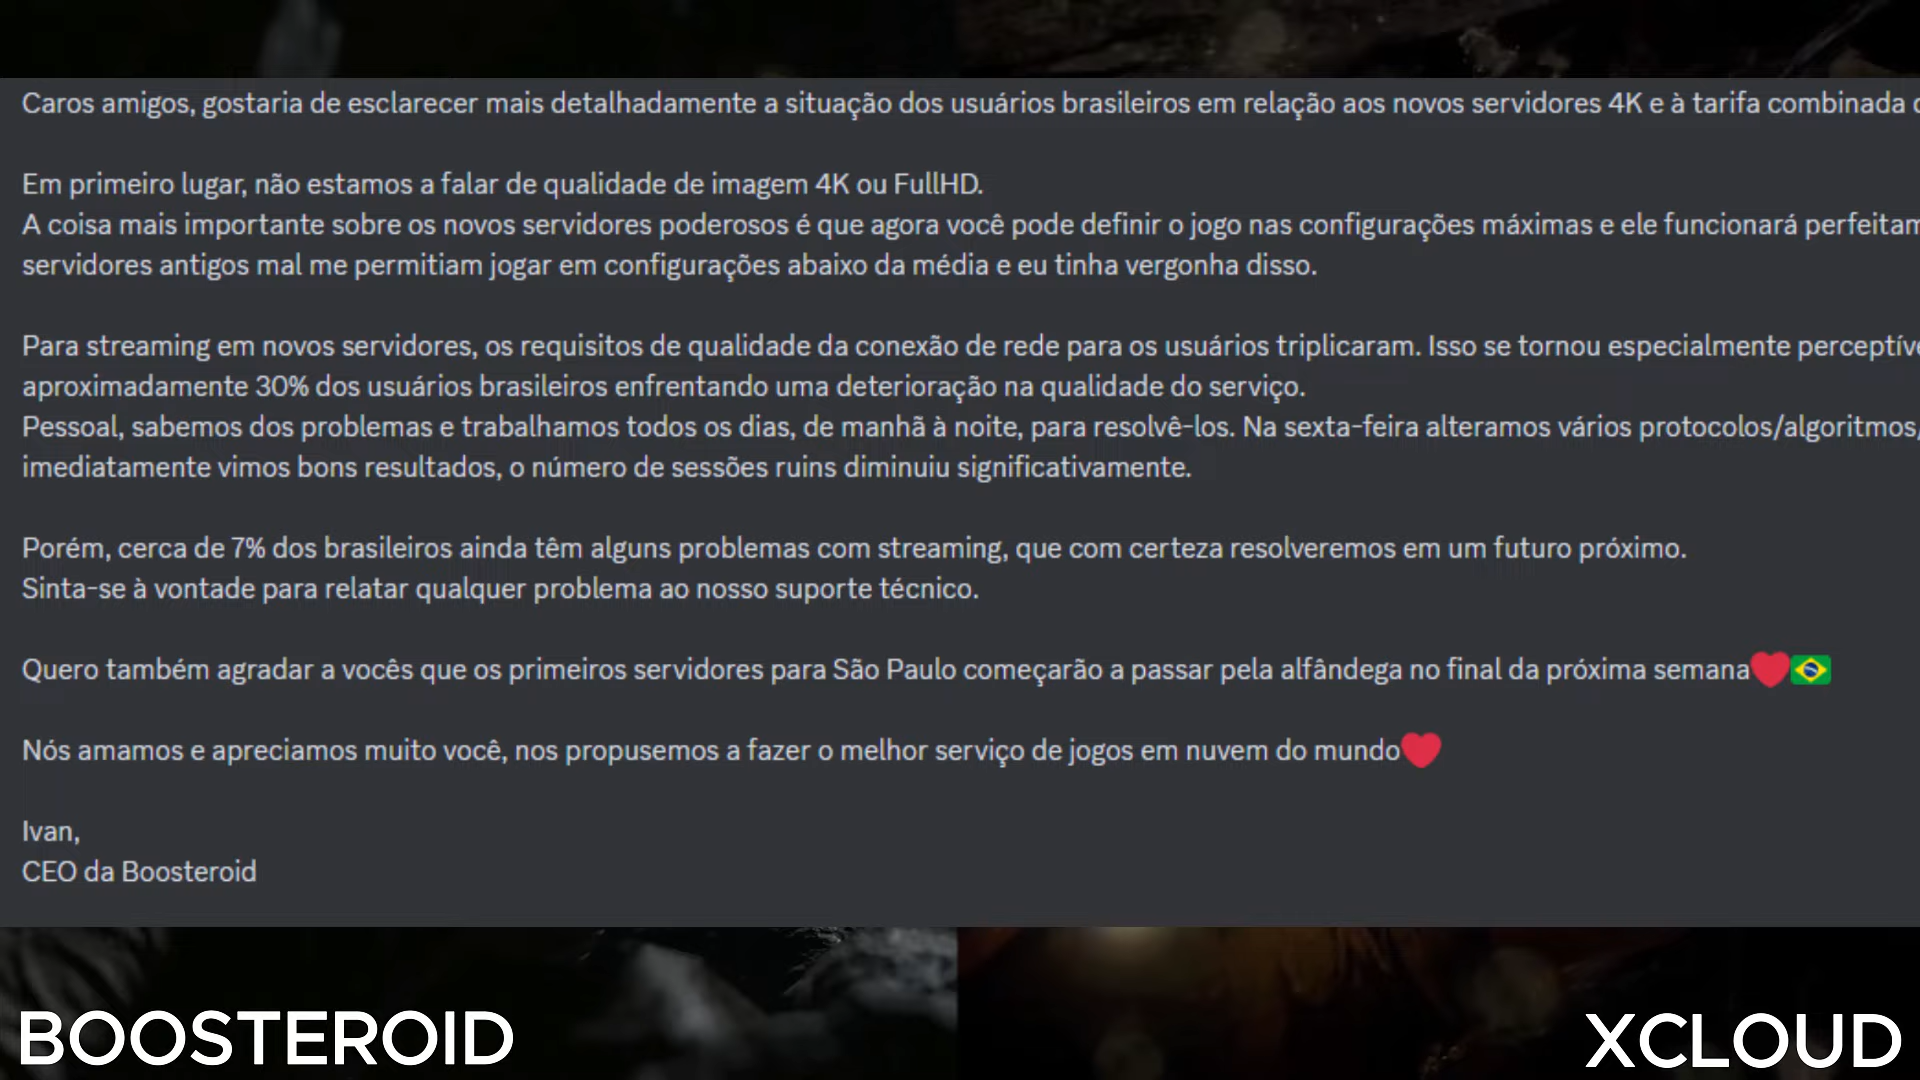 Caros amigos, gostaria de esclarecer mais detalhadamente a situação dos usuários brasileiros em relação aos novos servidores 4K e à tarifa combinada
Em primeiro lugar, não estamos a falar de qualidade de imagem 4K ou FullHD.
A coisa mais importante sobre os novos servidores poderosos é que agora você pode definir o jogo nas configurações máximas e ele funcionará
servidores antigos mal me permitiam jogar em configurações abaixo da média e eu tinha vergonha disso.
Para streaming em novos servidores, os requisitos de qualidade da conexão de rede para os usuários triplicaram. Isso se tornou especialmente
aproximadamente 30% dos usuários brasileiros enfrentando uma deterioração na qualidade do serviço.
Pessoal, sabemos dos problemas e trabalhamos todos os dias, de manhã à noite, para resolvê-los. Na sexta-feira alteramos vários protocolos/algoritmos/
imediatamente vimos bons resultados, o número de sessões ruins diminuiu significativamente.
Porém, cerca de 7% dos brasileiros ainda têm alguns problemas com streaming, que com certeza resolveremos em um futuro próximo.
Sinta-se à vontade para relatar qualquer problema ao nosso suporte técnico.
Quero também agradar a vocês que os primeiros servidores para São Paulo começarão a passar pela alfândega no final da próxima semana❤️🇧🇷
Nós amamos e apreciamos muito você, nos propusemos a fazer o melhor serviço de jogos em nuvem do mundo❤️
Ivan,
CEO da Boosteroid
BOOSTEROID
XCLOUD